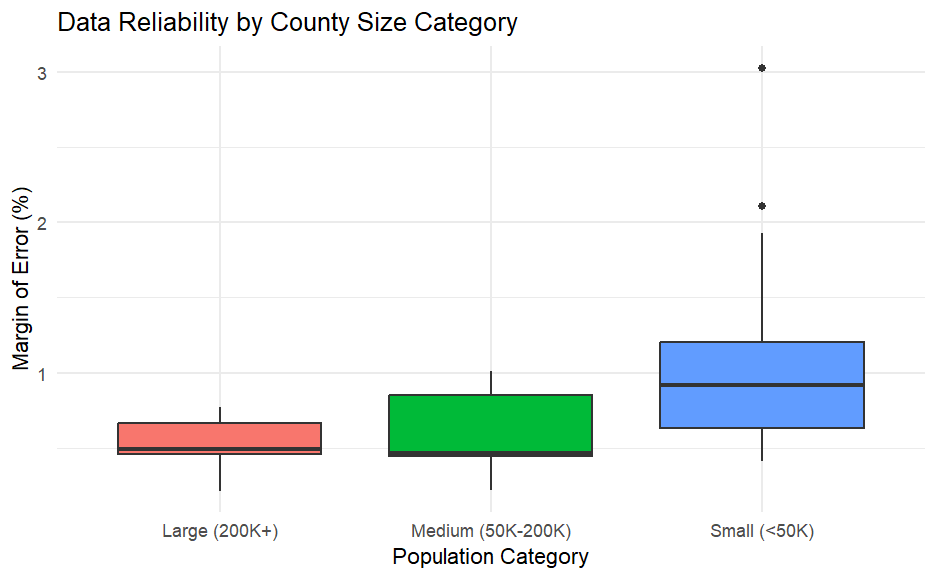 Data Reliability by County Size Category
Margin of Error (%)
3
2
1
Large (200K+)
Medium (50K-200K)
Small (<50K)
Population Category